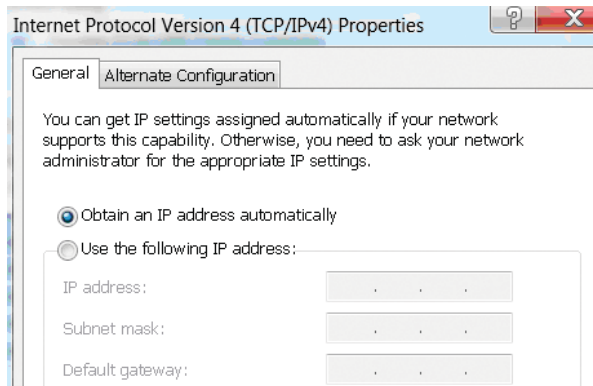 Internet Protocol Version 4 (TCP/IPv4) Properties
General
Alternate Configuration
You can get IP settings assigned automatically if your network
supports this capability. Otherwise, you need to ask your network
administrator for the appropriate IP settings.
Obtain an IP address automatically
Use the following IP address:
IP address:
Subnet mask:
Default gateway: